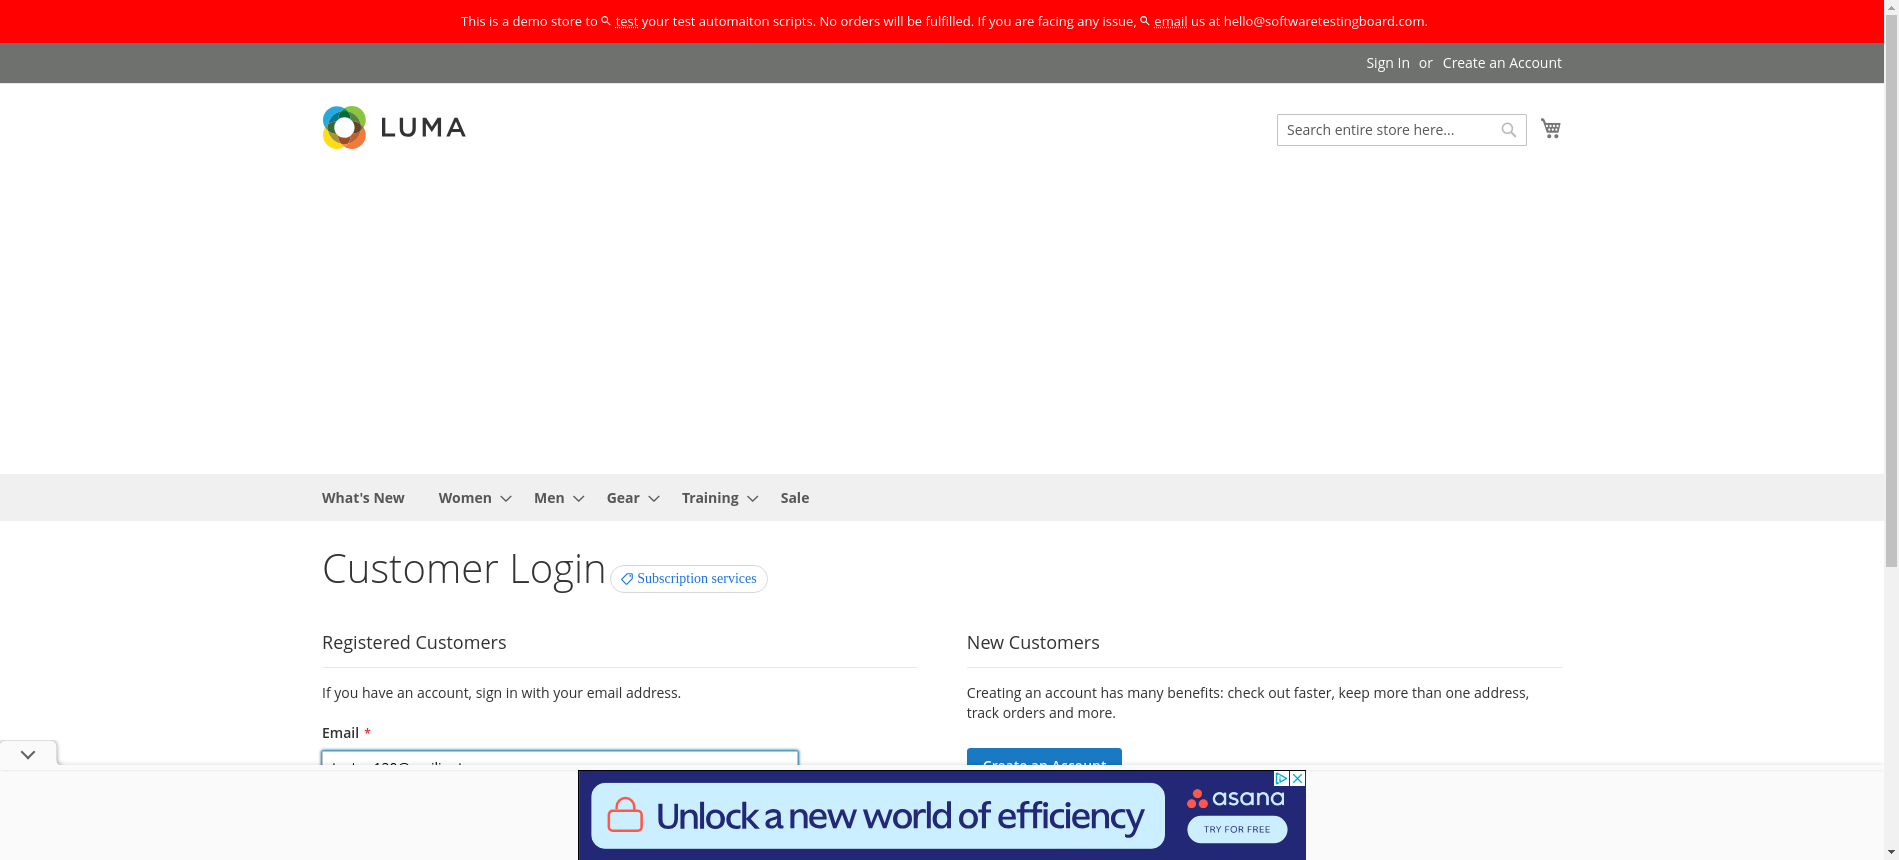 This is a demo store to test your test automaiton scripts. No orders will be fulfilled. If you are facing any issue, email us at hello@softwaretestingboard.com.
Sign In or Create an Account
LUMA
Search entire store here...
What's New Women Men Gear Training Sale
Customer Login
Subscription services
Registered Customers
If you have an account, sign in with your email address.
Email *
New Customers
Creating an account has many benefits: check out faster, keep more than one address,
track orders and more.
Create an Account
Unlock a new world of efficiency
asana
TRY FOR FREE